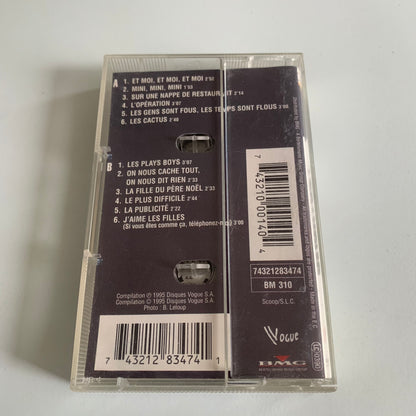 A
1. ET MOI, ET MOI, ET MOI 2'52
2. MINI, MINI, MINI 1'53
3. SUR UNE NAPPE DE RESTAURANT 2'14
4. L'OPÉRATION 3'07
5. LES GENS SONT FOUS, LES TEMPS SONT FLOUS 3'00
6. LES CACTUS 2'40
B
1. LES PLAYS BOYS 3'07
2. ON NOUS CACHE TOUT,
ON NOUS DIT RIEN 2'33
3. LA FILLE DU PÈRE NOËL 2'33
4. LE PLUS DIFFICILE 2'44
5. LA PUBLICITÉ 2'22
6. J'AIME LES FILLES
(Si vous êtes comme ça, téléphonez-moi) 3'00
Compilation ℗ 1995 Disques Vogue S.A.
Compilation © 1995 Disques Vogue S.A.
Photo : B. Leloup
7 43212 83474 1
74321283474
BM 310
Scoop/S.L.C.
Vogue
BMG